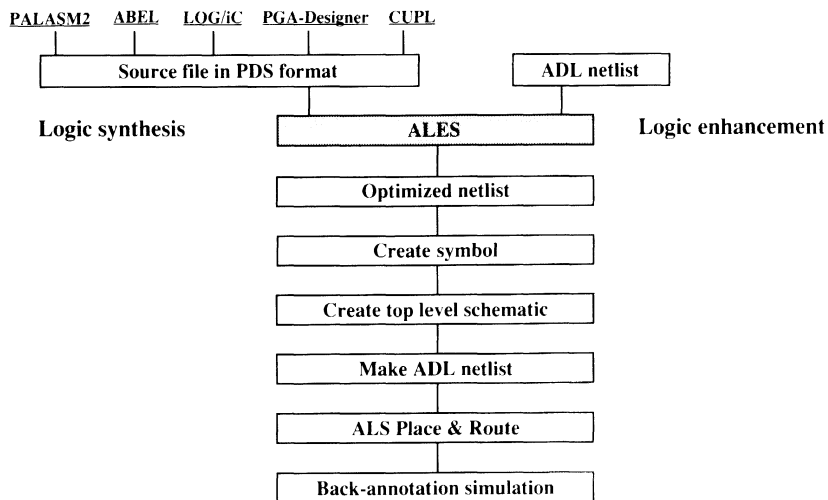 PALASM2 ABEL LOG/iC PGA-Designer CUPL
Source file in PDS format
ADL netlist
Logic synthesis
ALES
Logic enhancement
Optimized netlist
Create symbol
Create top level schematic
Make ADL netlist
ALS Place & Route
Back-annotation simulation